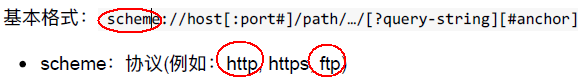 基本格式：scheme://host[:port#]/path/…/[?query-string][#anchor]
• scheme：协议(例如：http, https, ftp)